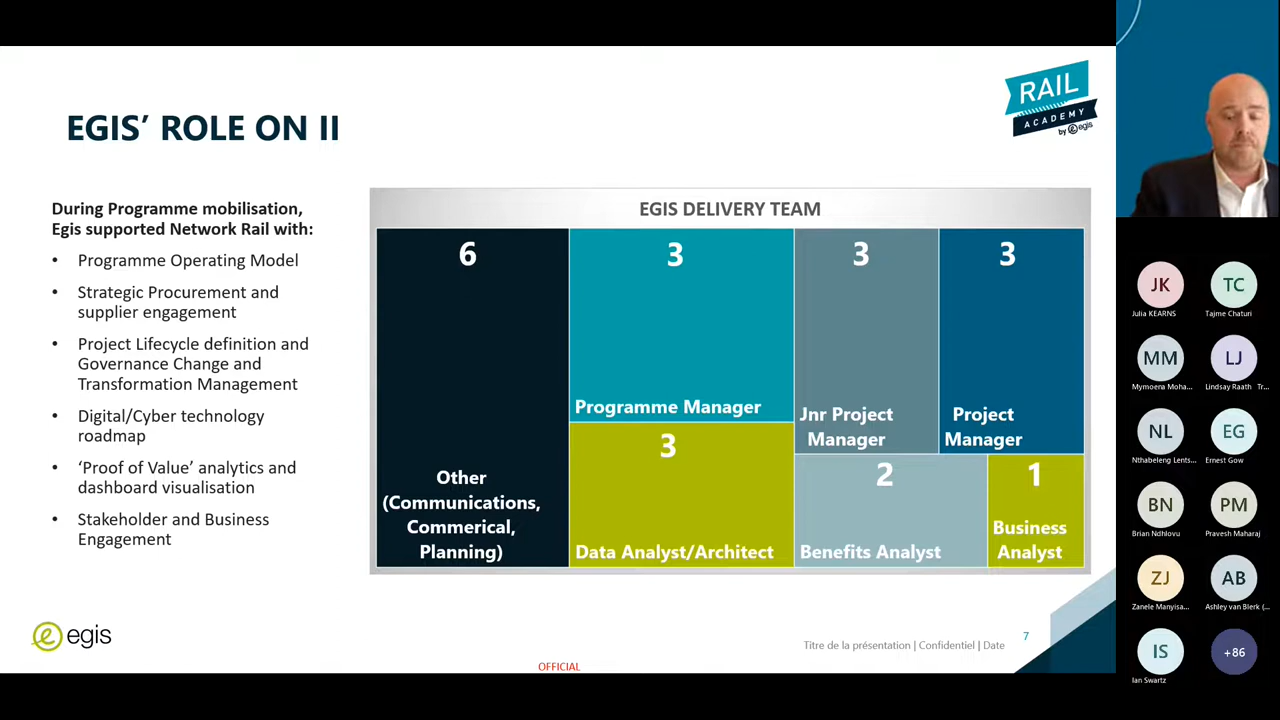 EGIS’ ROLE ON II
RAIL
ACADEMY
by egis
During Programme mobilisation,
Egis supported Network Rail with:
• Programme Operating Model
• Strategic Procurement and
supplier engagement
• Project Lifecycle definition and
Governance Change and
Transformation Management
• Digital/Cyber technology
roadmap
• ‘Proof of Value’ analytics and
dashboard visualisation
• Stakeholder and Business
Engagement
EGIS DELIVERY TEAM
6
Other
(Communications,
Commerical,
Planning)
3
Programme Manager
3
Data Analyst/Architect
3
Jnr Project
Manager
3
Project
Manager
2
Benefits Analyst
1
Business
Analyst
egis
Titre de la présentation | Confidentiel | Date
7
OFFICIAL
JK
Julia KEARNS
TC
Tajme Chaturi
MM
Mymoena Moha...
LJ
Lindsay Raath Tr...
NL
Nthabeleng Lents...
EG
Ernest Gow
BN
Brian Ndhlovu
PM
Pravesh Maharaj
ZJ
Zanele Manyisa...
AB
Ashley van Blerk (...
IS
Ian Swartz
+86